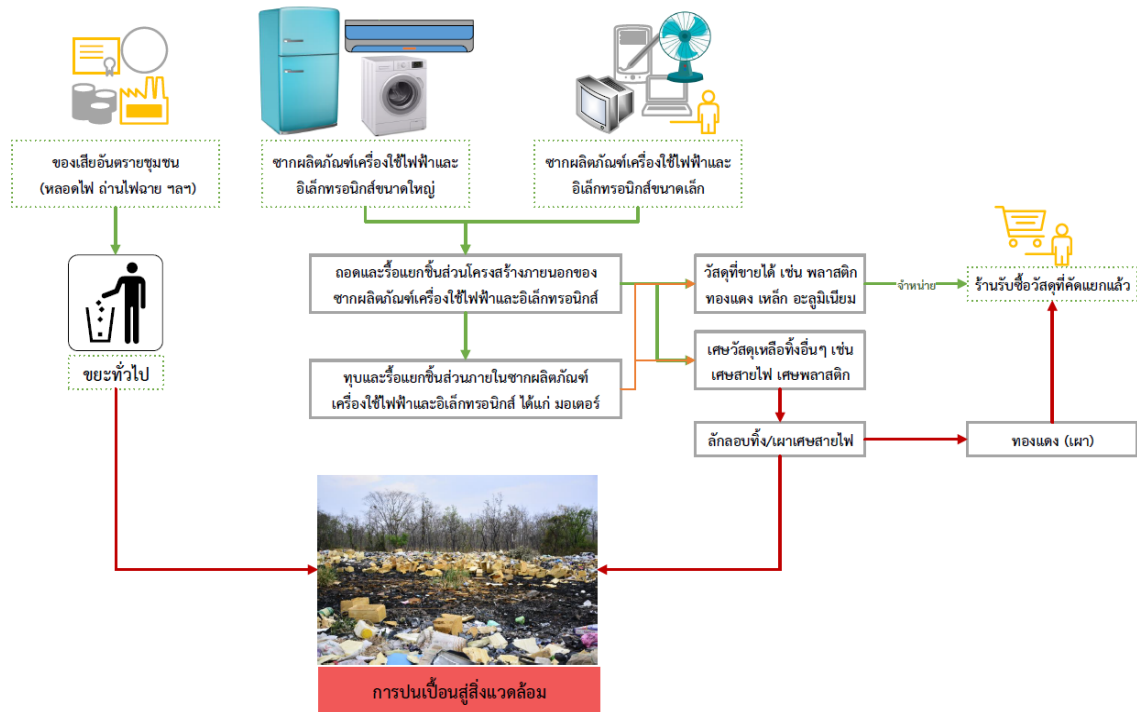 ของเสียอันตรายชุมชน
(หลอดไฟ ถ่านไฟฉาย ฯลฯ)
ซากผลิตภัณฑ์เครื่องใช้ไฟฟ้าและ
อิเล็กทรอนิกส์ขนาดใหญ่
ซากผลิตภัณฑ์เครื่องใช้ไฟฟ้าและ
อิเล็กทรอนิกส์ขนาดเล็ก
ถอดและรื้อแยกชิ้นส่วนโครงสร้างภายนอกของ
ซากผลิตภัณฑ์เครื่องใช้ไฟฟ้าและอิเล็กทรอนิกส์
วัสดุที่ขายได้ เช่น พลาสติก
ทองแดง เหล็ก อะลูมิเนียม
จำหน่าย
ร้านรับซื้อวัสดุที่คัดแยกแล้ว
ขยะทั่วไป
ทุบและรื้อแยกชิ้นส่วนภายในซากผลิตภัณฑ์
เครื่องใช้ไฟฟ้าและอิเล็กทรอนิกส์ ได้แก่ มอเตอร์
เศษวัสดุเหลือทิ้งอื่นๆ เช่น
เศษสายไฟ เศษพลาสติก
ลักลอบทิ้ง/เผาเศษสายไฟ
ทองแดง (เผา)
การปนเปื้อนสู่สิ่งแวดล้อม